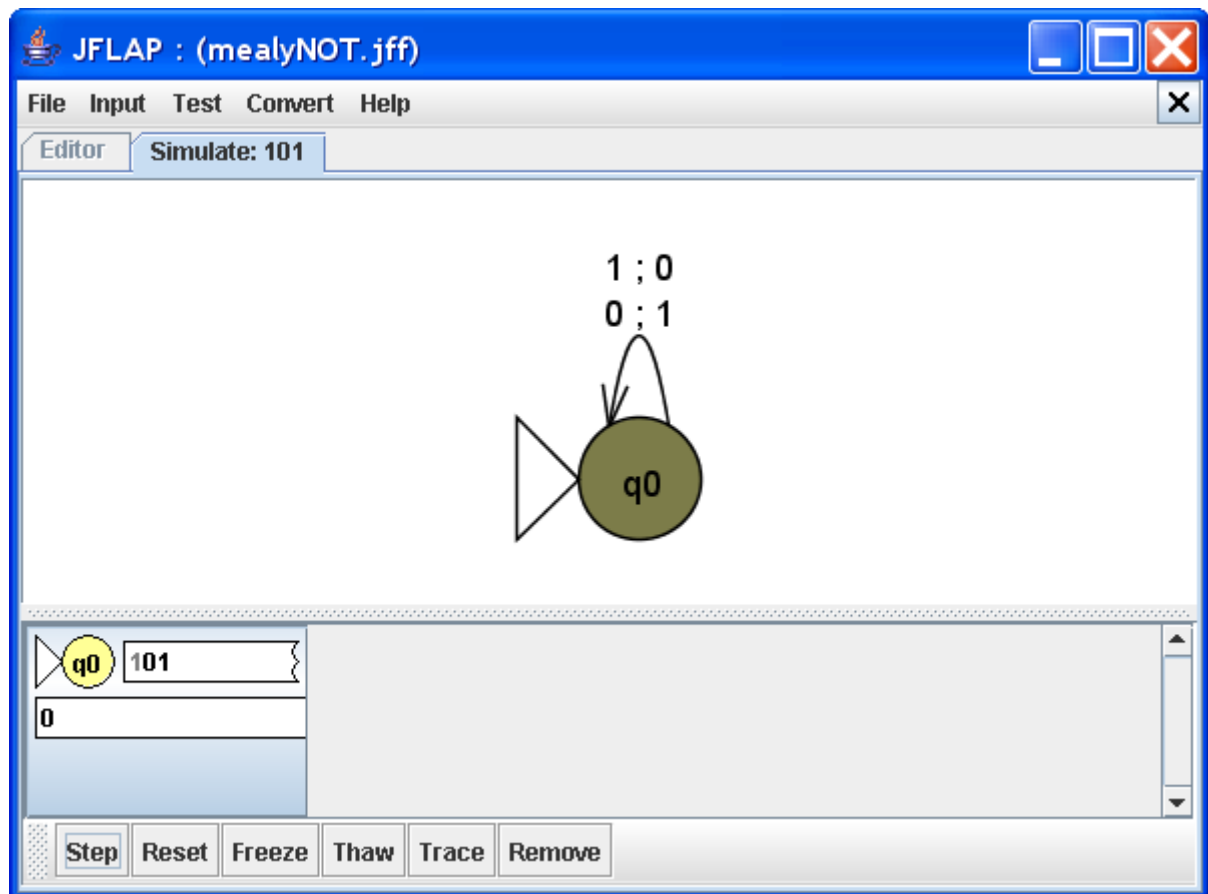 JFLAP : (mealyNOT.jff)
File Input Test Convert Help
Editor Simulate: 101
1 ; 0
0 ; 1
q0
q0 101
0
Step Reset Freeze Thaw Trace Remove